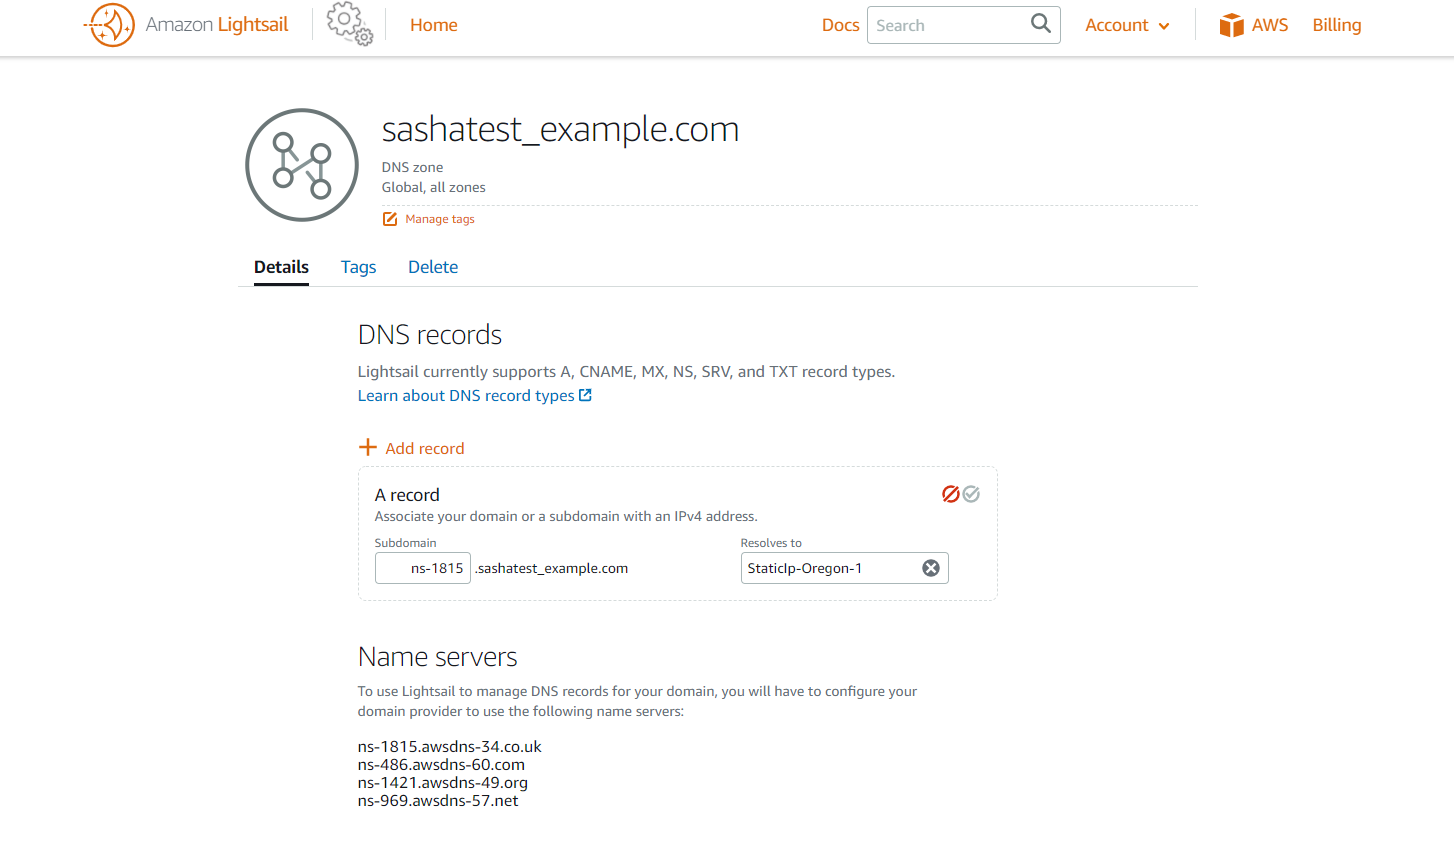 Amazon Lightsail
Home
Docs
Search
Account
AWS
Billing
sashatest_example.com
DNS zone
Global, all zones
Manage tags
Details
Tags
Delete
DNS records
Lightsail currently supports A, CNAME, MX, NS, SRV, and TXT record types.
Learn about DNS record types
Add record
A record
Associate your domain or a subdomain with an IPv4 address.
Subdomain
Resolves to
ns-1815 .sashatest_example.com
StaticIp-Oregon-1
Name servers
To use Lightsail to manage DNS records for your domain, you will have to configure your
domain provider to use the following name servers:
ns-1815.awsdns-34.co.uk
ns-486.awsdns-60.com
ns-1421.awsdns-49.org
ns-969.awsdns-57.net